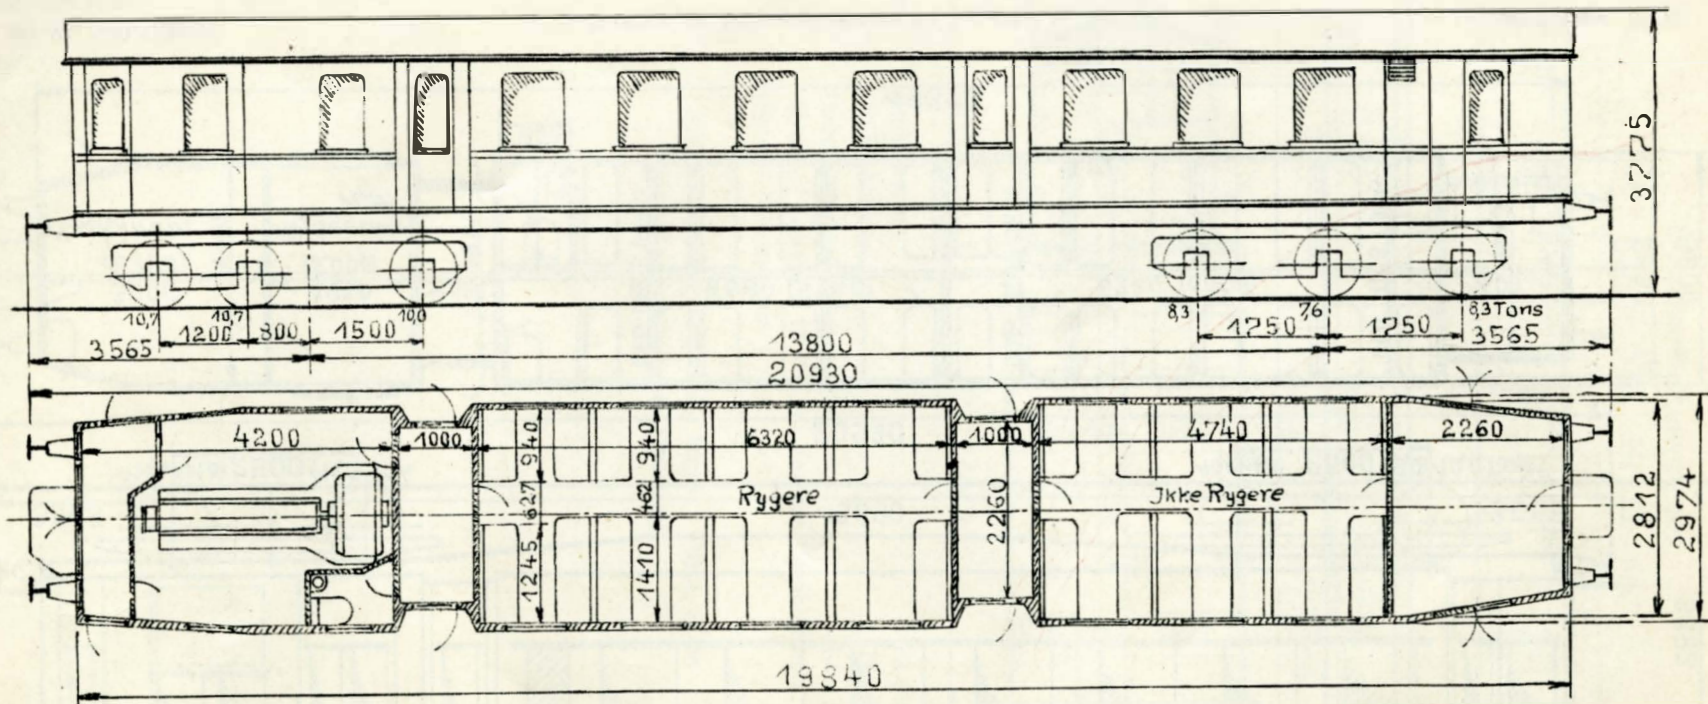 3775
10,7 10,7 10,0 8,3 7,6 8,3 Tons
1200 800 1500 1250 1250
3565 13800 3565
20930
4200 1000 940 940 6320 1000 4740 2260
627 462 Rygere 2260 Ikke Rygere 2812 2974
1245 1410
19840